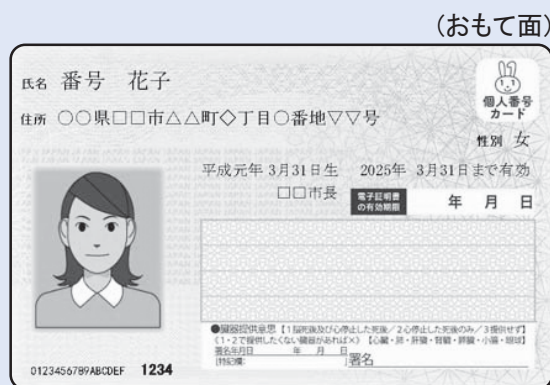 (おもて面)
氏名 番号 花子
個人番号
カード
住所 〇〇県□□市△△町◇丁目〇番地▽▽号
性別 女
平成元年 3月31日生 2025年 3月31日まで有効
□□市長 電子証明書の有効期限 年 月 日
●臓器提供意思【1脳死後及び心停止した死後/2心停止した死後のみ/3提供せず】
《1・2で提供したくない臓器があれば×》【心臓・肺・肝臓・腎臓・膵臓・小腸・眼球】
署名年月日 年 月 日
[特記欄: ]署名
0123456789ABCDEF 1234